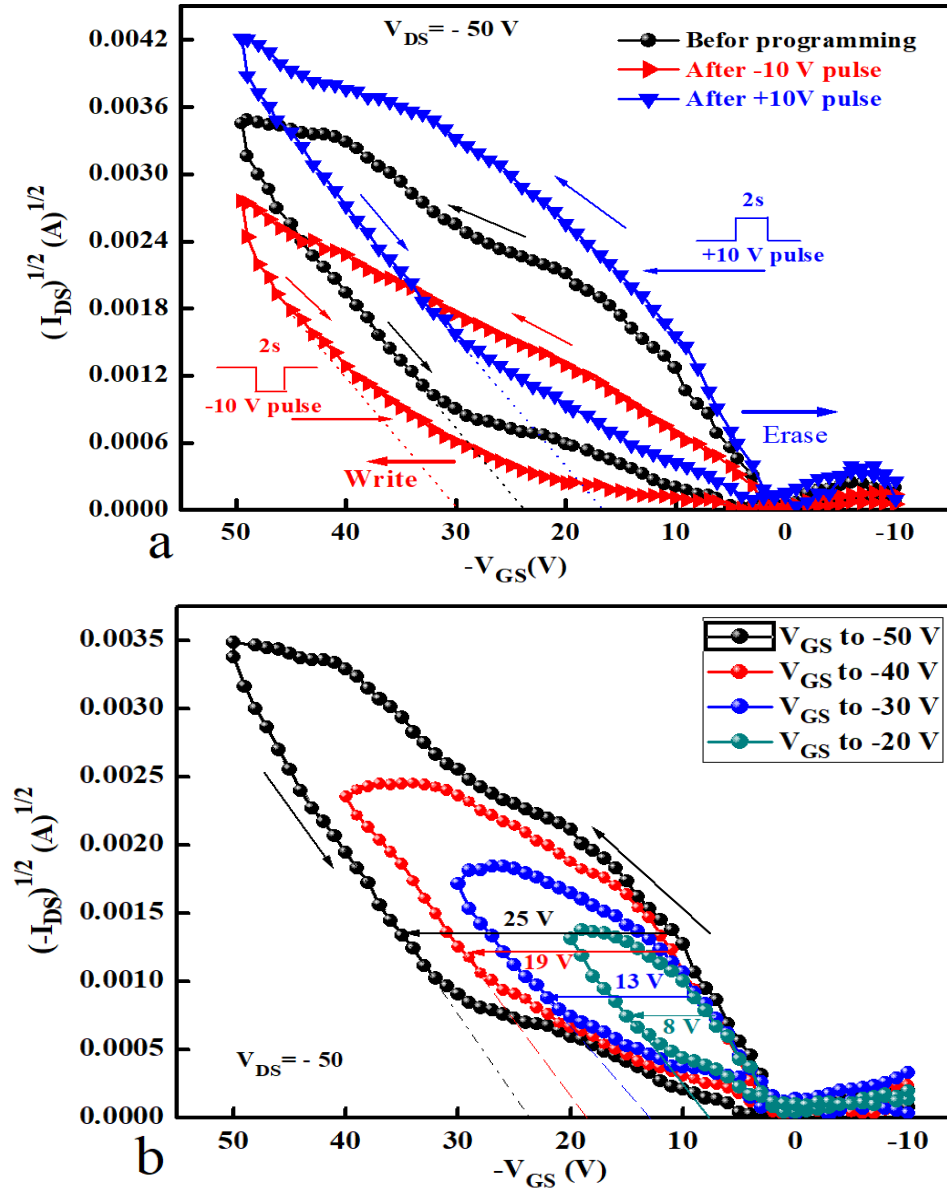 V_DS = - 50 V
Befor programming
After -10 V pulse
After +10V pulse
0.0042
0.0036
0.0030
0.0024
0.0018
0.0012
0.0006
0.0000
(I_DS)^1/2 (A)^1/2
2s
+10 V pulse
2s
-10 V pulse
Erase
Write
50 40 30 20 10 0 -10
-V_GS(V)
a
V_GS to -50 V
V_GS to -40 V
V_GS to -30 V
V_GS to -20 V
0.0035
0.0030
0.0025
0.0020
0.0015
0.0010
0.0005
0.000
(-I_DS)^1/2 (A)^1/2
25 V
19 V
13 V
8 V
V_DS = - 50
50 40 30 20 10 0 -10
-V_GS (V)
b